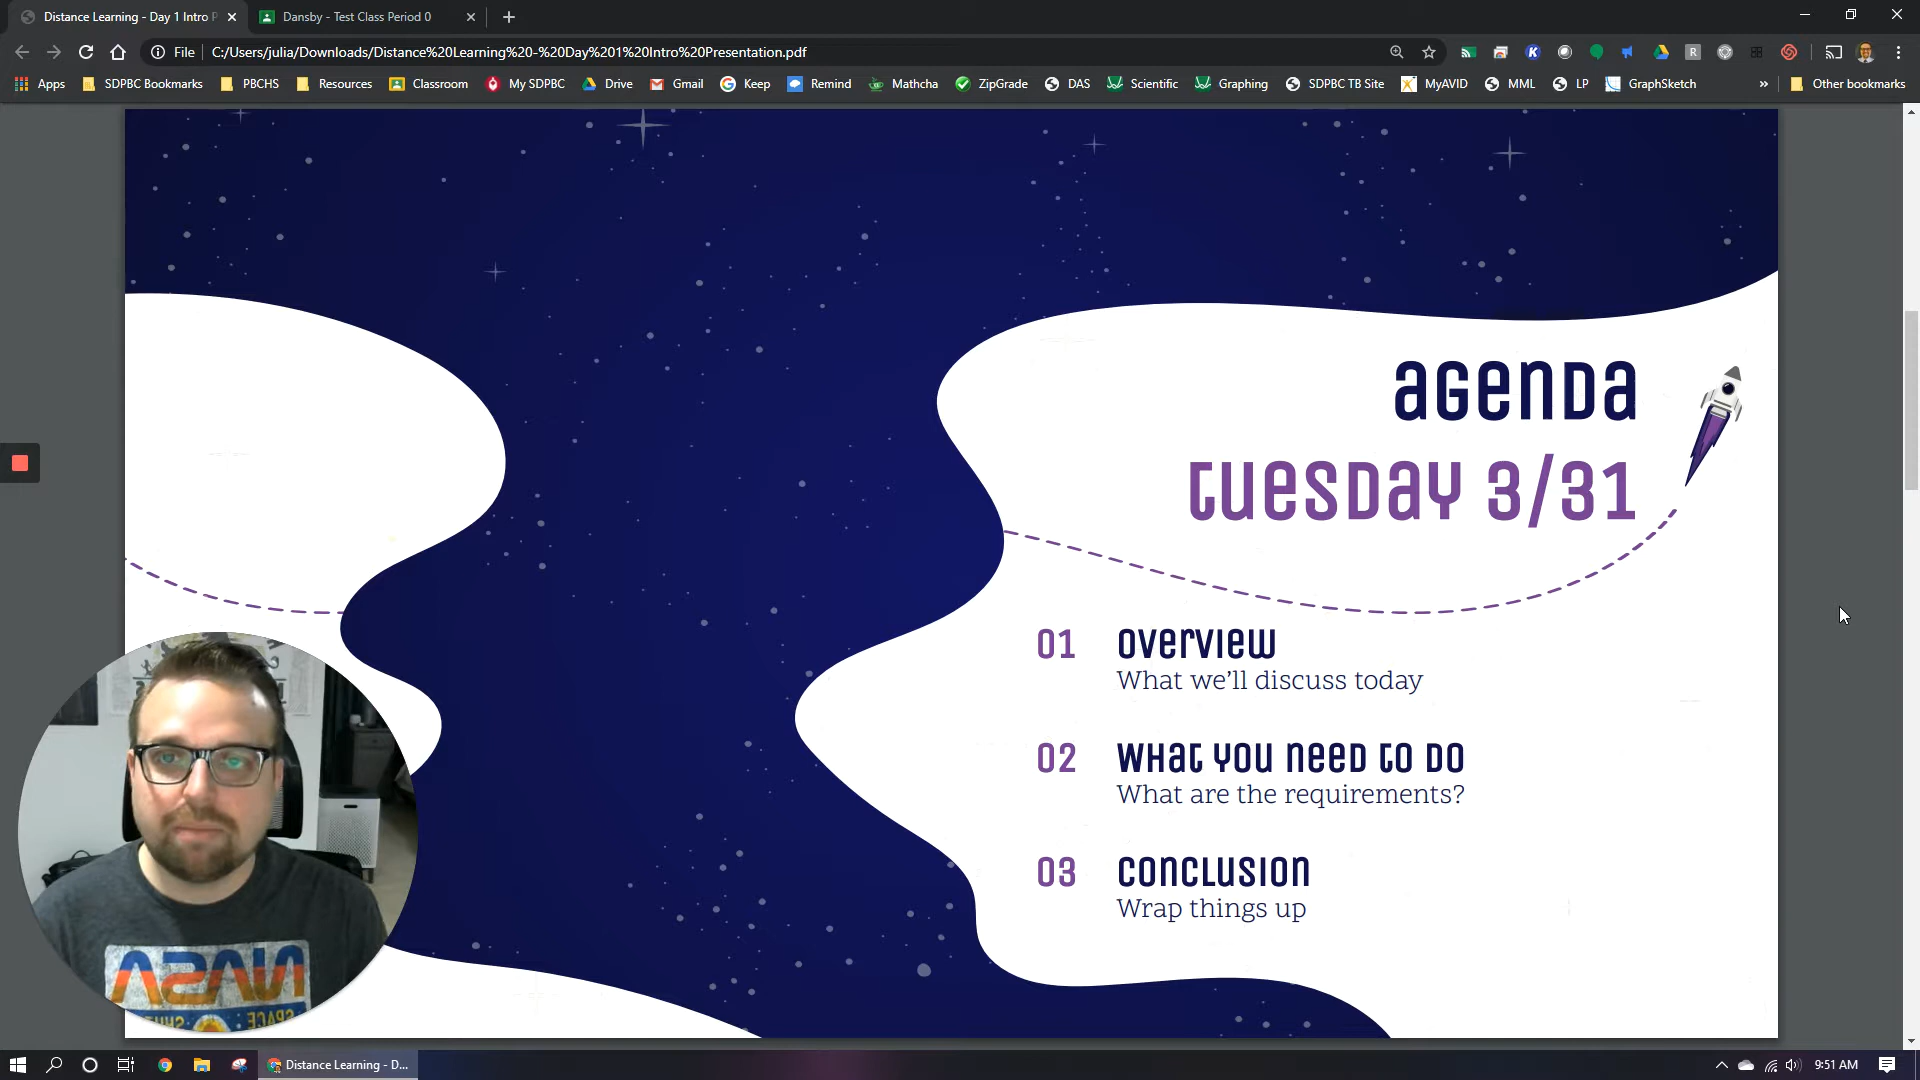 Distance Learning - Day 1 Intro P
Dansby - Test Class Period 0
File
C:/Users/julia/Downloads/Distance%20Learning%20-%20Day%201%20Intro%20Presentation.pdf
Apps
SDPBC Bookmarks
PBCHS
Resources
Classroom
My SDPBC
Drive
Gmail
Keep
Remind
Mathcha
ZipGrade
DAS
Scientific
Graphing
SDPBC TB Site
MyAVID
MML
LP
GraphSketch
»
Other bookmarks
agenda
tuesday 3/31
01 overview
What we'll discuss today
02 what you need to do
What are the requirements?
03 conclusion
Wrap things up
NASA
SPACE SHUT
Distance Learning - D...
9:51 AM